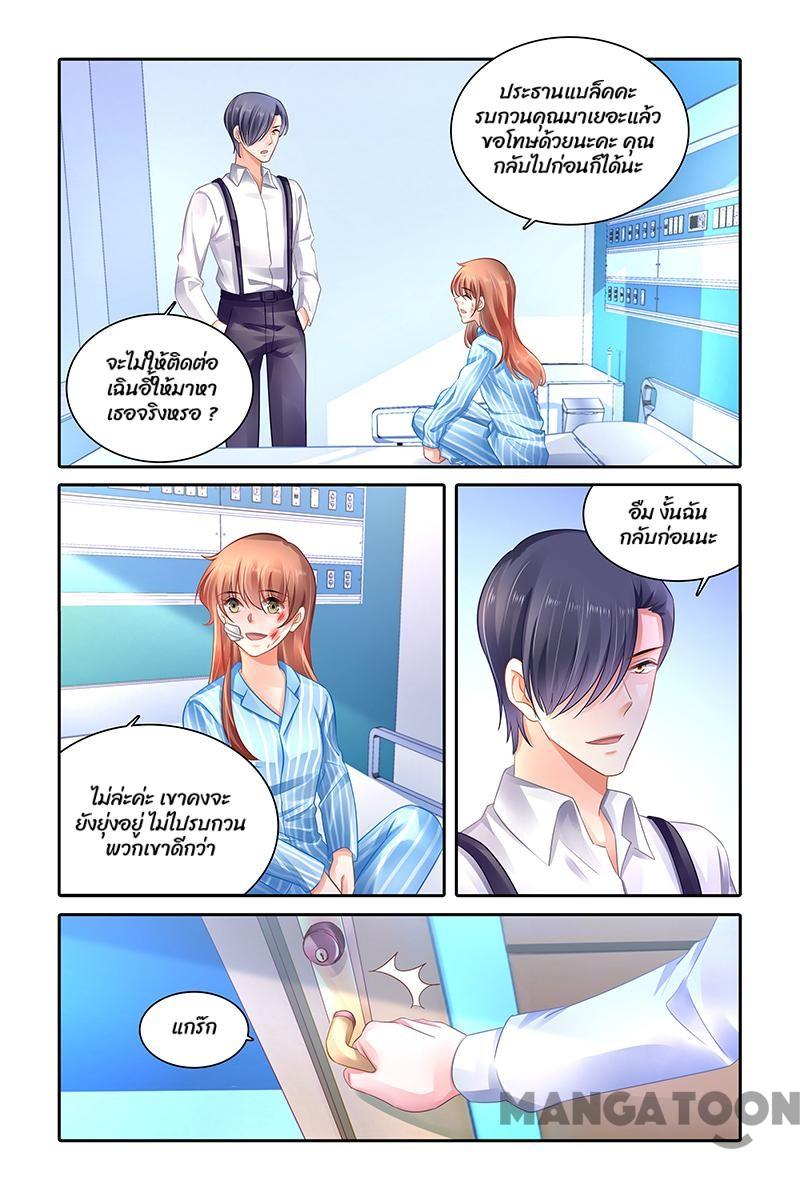 ประธานแบล็คคะ
รบกวนคุณมาเยอะแล้ว
ขอโทษด้วยนะคะ คุณ
กลับไปก่อนก็ได้นะ
จะไม่ให้ติดต่อ
เฉินอี้ให้มาหา
เธอจริงหรอ ?
ไม่ล่ะค่ะ เขาคงจะ
ยังยุ่งอยู่ ไม่ไปรบกวน
พวกเขาดีกว่า
อืม งั้นฉัน
กลับก่อนนะ
แกร๊ก
MANGATOON